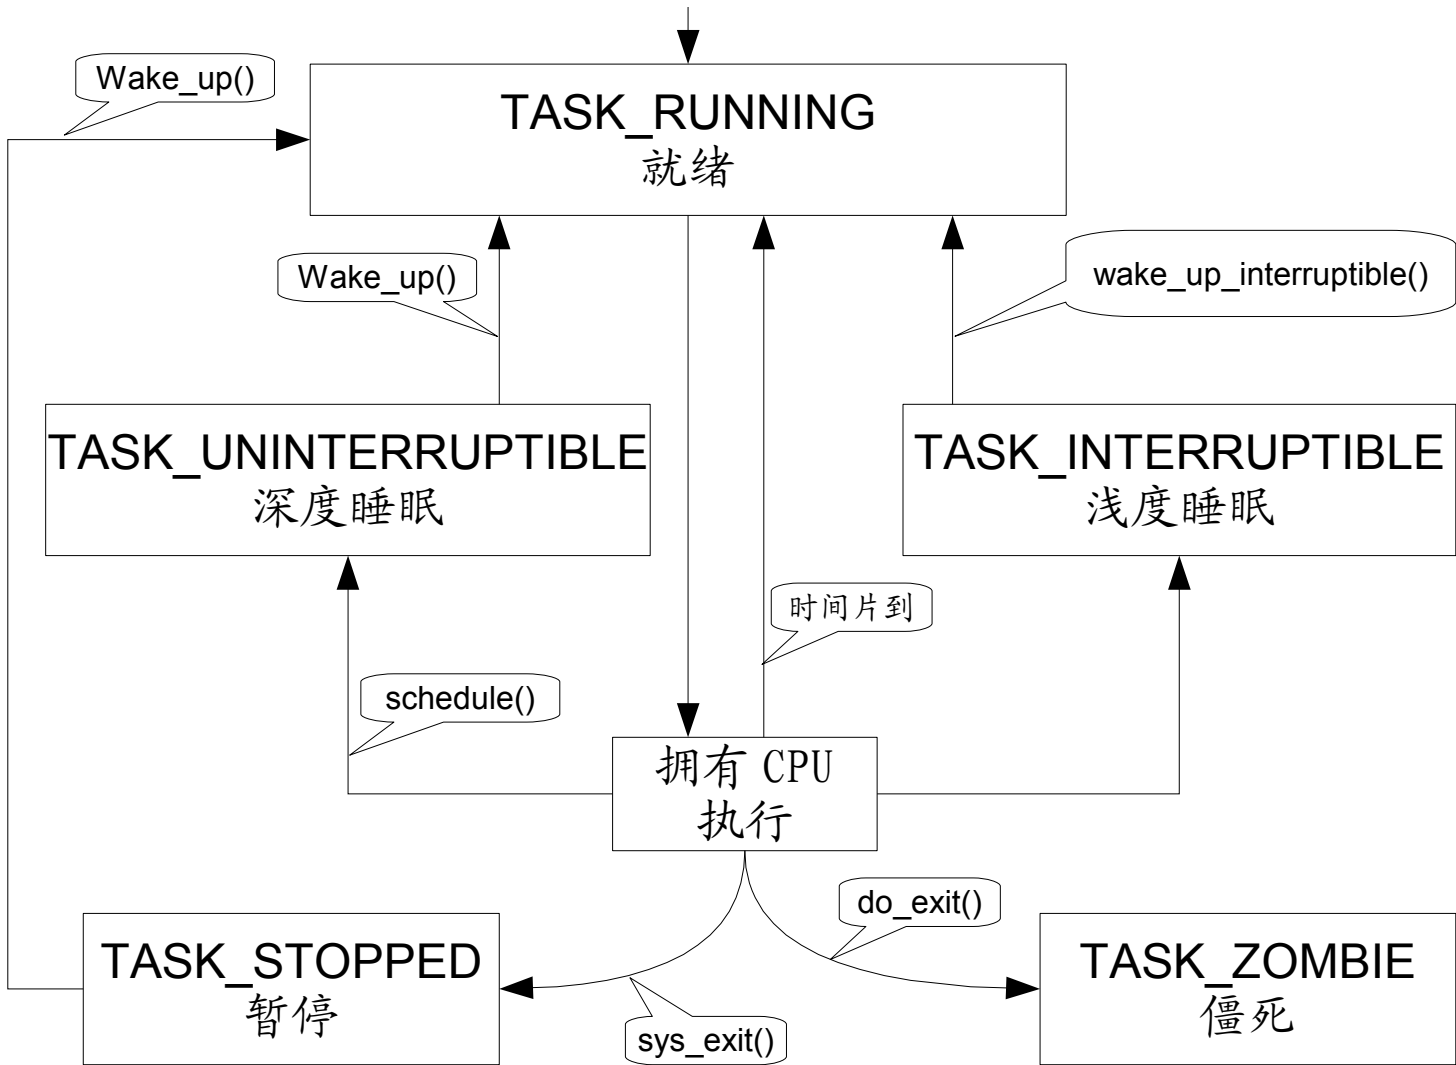 Wake_up()
TASK_RUNNING
就绪
Wake_up()
wake_up_interruptible()
TASK_UNINTERRUPTIBLE
深度睡眠
TASK_INTERRUPTIBLE
浅度睡眠
时间片到
schedule()
拥有 CPU
执行
do_exit()
TASK_STOPPED
暂停
sys_exit()
TASK_ZOMBIE
僵死